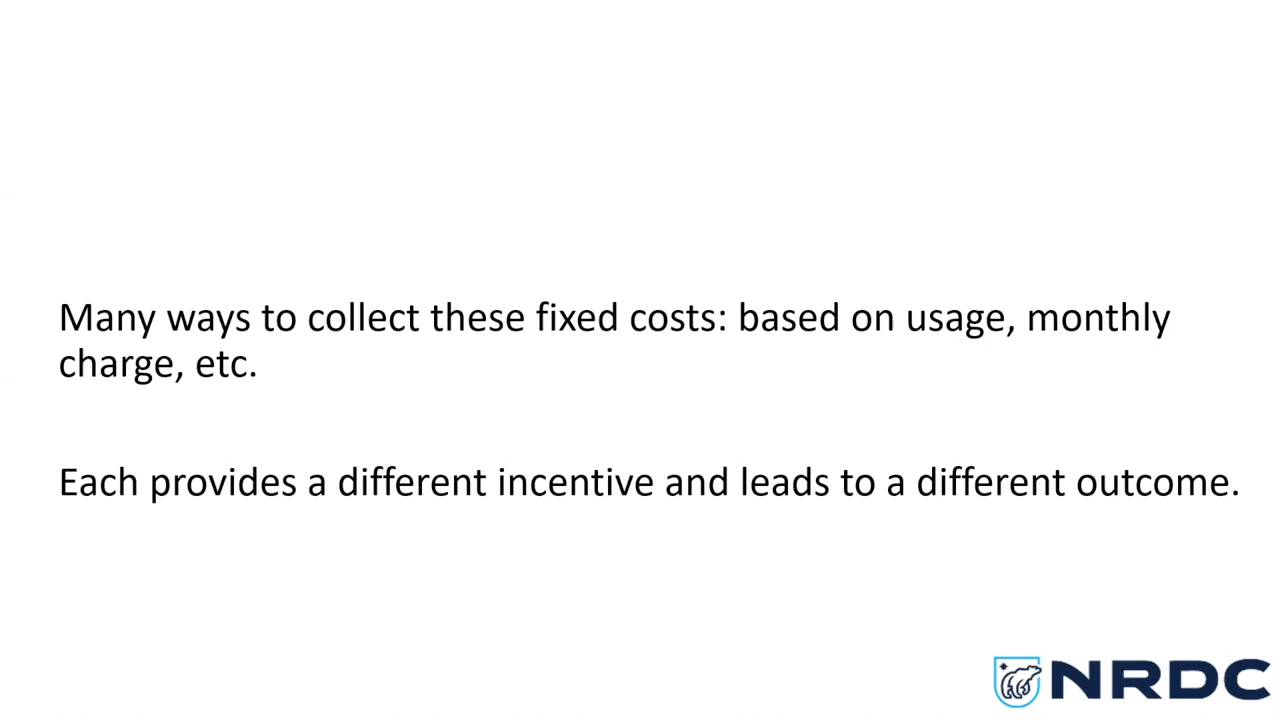 Many ways to collect these fixed costs: based on usage, monthly
charge, etc.
Each provides a different incentive and leads to a different outcome.
NRDC